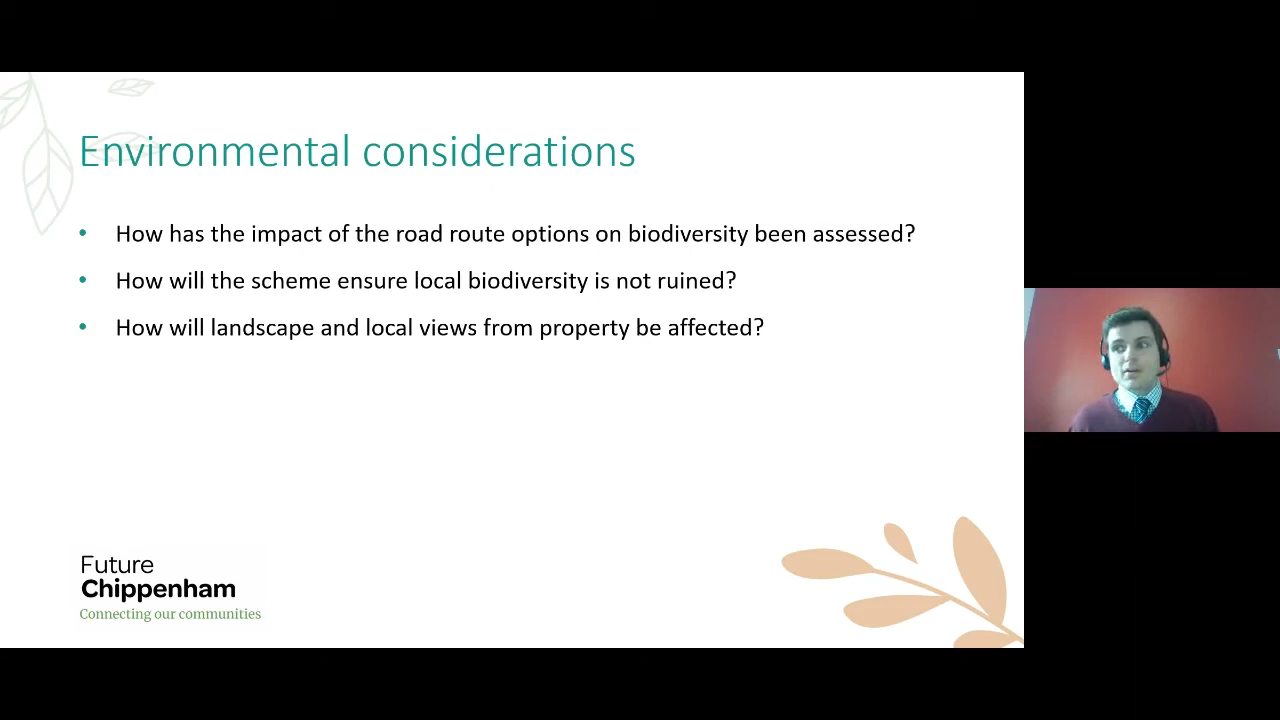 Environmental considerations
• How has the impact of the road route options on biodiversity been assessed?
• How will the scheme ensure local biodiversity is not ruined?
• How will landscape and local views from property be affected?
Future
Chippenham
Connecting our communities